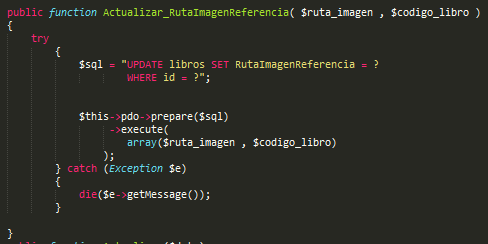 public function Actualizar_RutaImagenReferencia( $ruta_imagen , $codigo_libro )
{
try
{
$sql = "UPDATE libros SET RutaImagenReferencia = ?
WHERE id = ?";
$this->pdo->prepare($sql)
->execute(
array($ruta_imagen , $codigo_libro)
);
} catch (Exception $e)
{
die($e->getMessage());
}
}